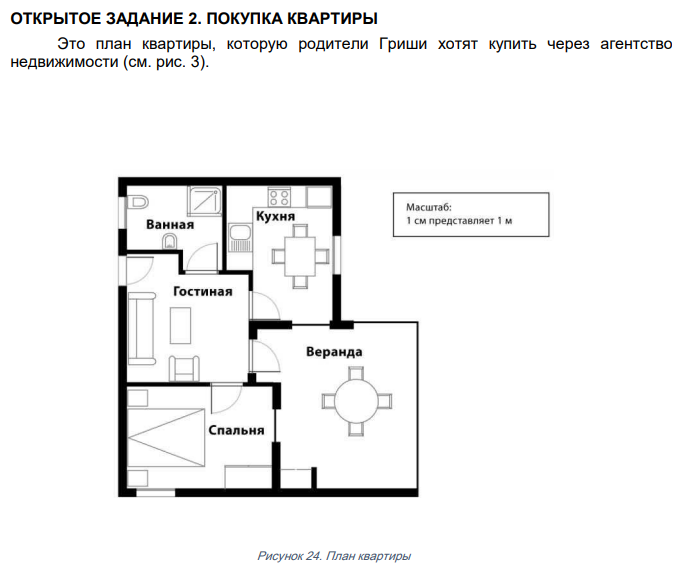 ОТКРЫТОЕ ЗАДАНИЕ 2. ПОКУПКА КВАРТИРЫ
Это план квартиры, которую родители Гриши хотят купить через агентство
недвижимости (см. рис. 3).
Масштаб:
1 см представляет 1 м
Ванная
Кухня
Гостиная
Веранда
Спальня
Рисунок 24. План квартиры